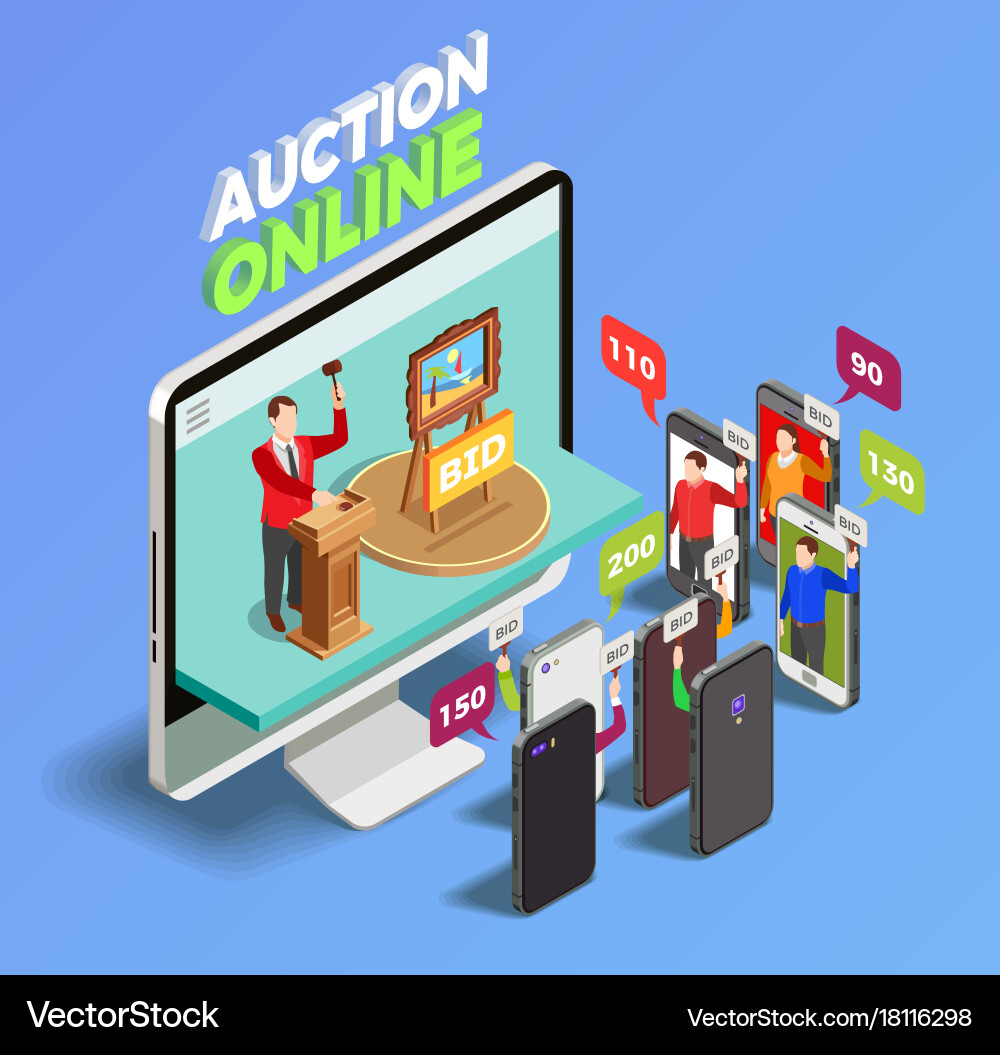 AUCTION
ONLINE
BID
110
90
130
200
150
BID
BID
BID
BID
BID
BID
BID
VectorStock
VectorStock.com/18116298